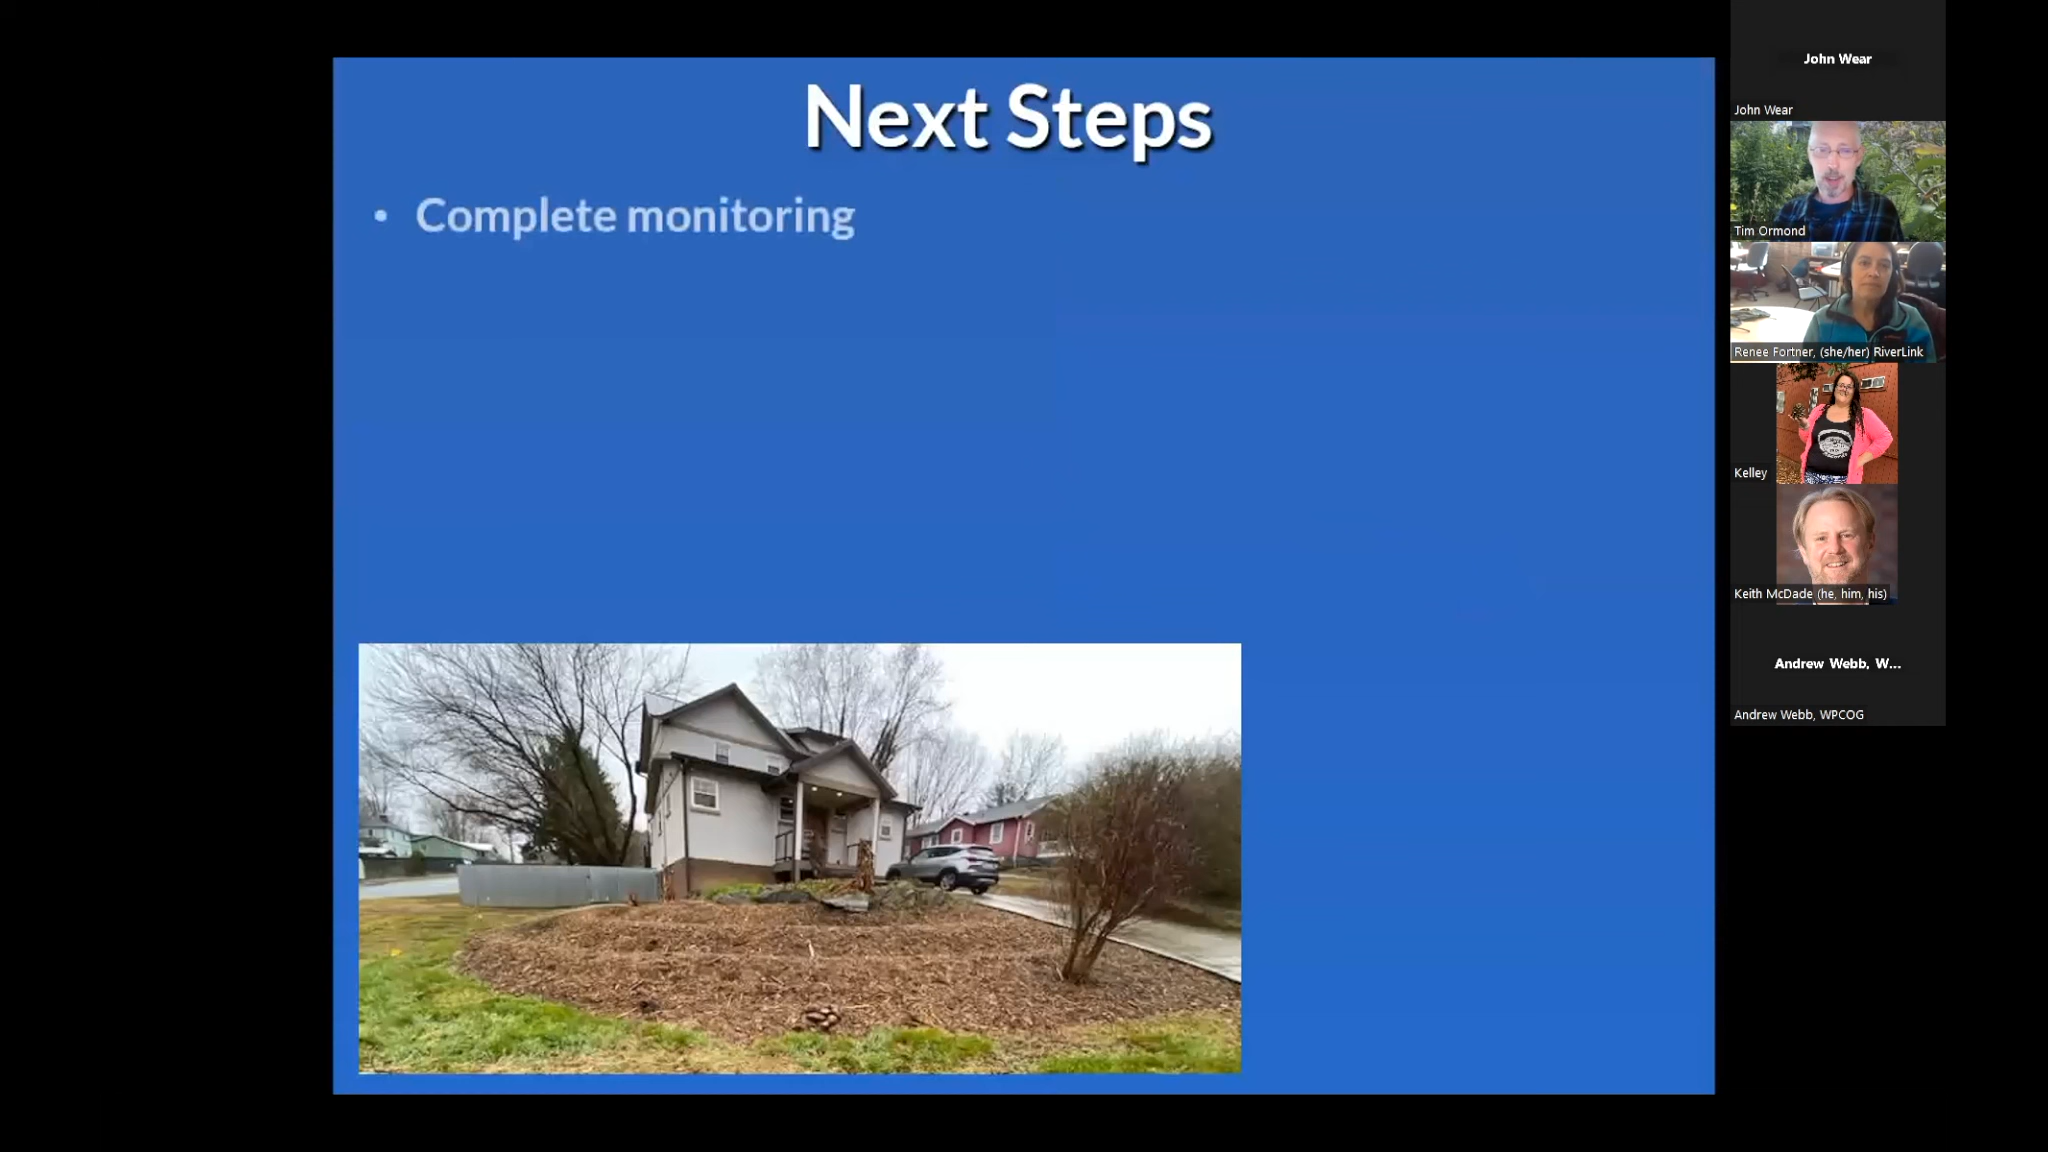 Next Steps
• Complete monitoring
John Wear
John Wear
Tim Ormond
Renee Fortner, (she/her) RiverLink
Kelley
Keith McDade (he, him, his)
Andrew Webb, W...
Andrew Webb, WPCOG